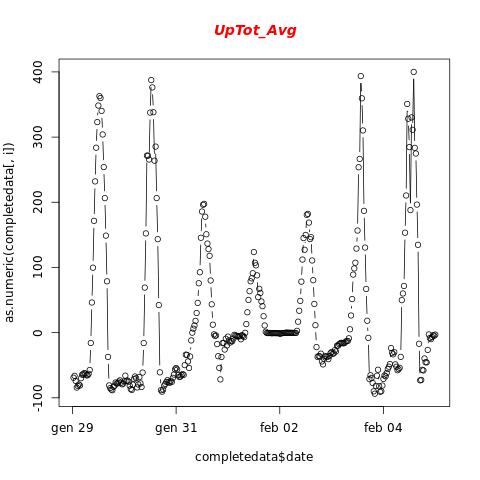 UpTot_Avg
as.numeric(completedata[, i])
400
300
200
100
0
-100
gen 29
gen 31
feb 02
feb 04
completedata$date